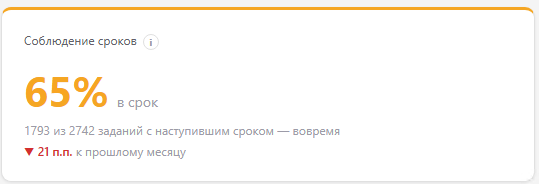 Соблюдение сроков i
65% в срок
1793 из 2742 заданий с наступившим сроком — вовремя
▼ 21 п.п. к прошлому месяцу